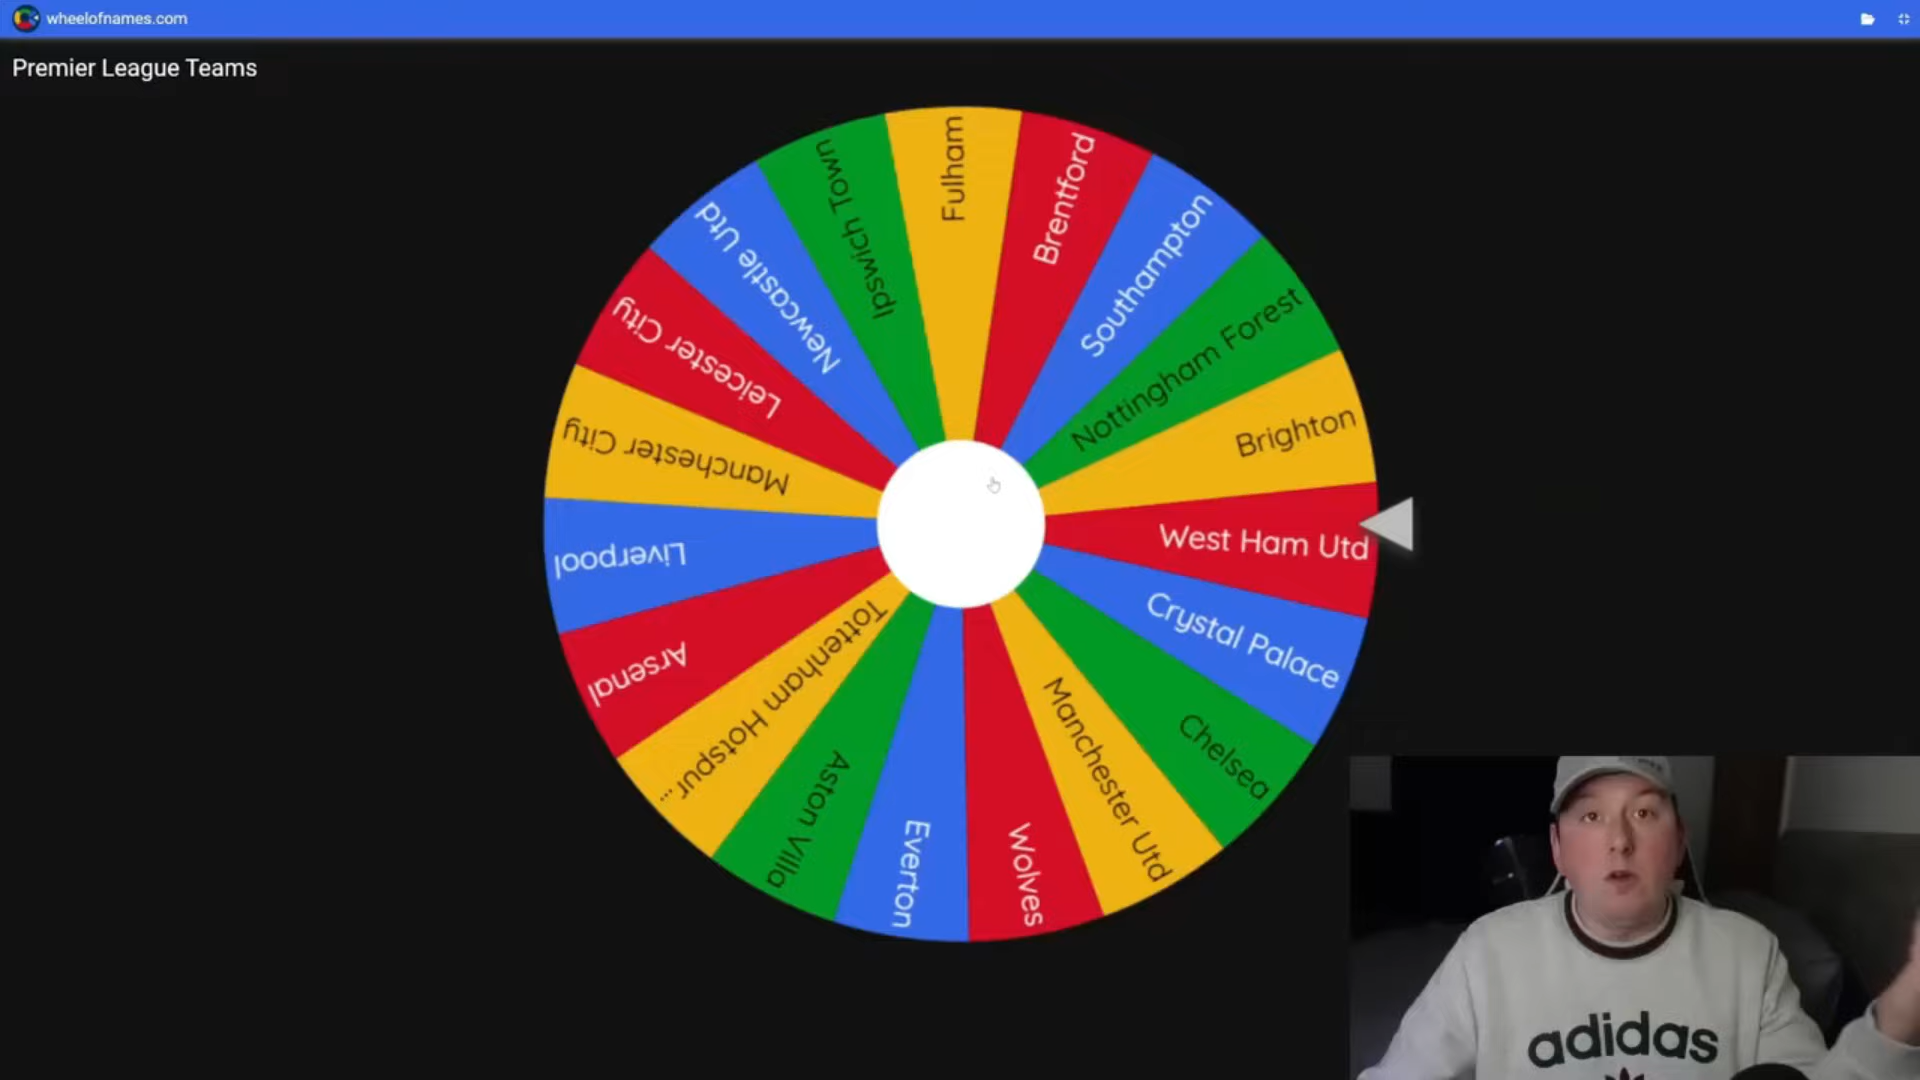 wheelofnames.com
Premier League Teams
Fulham
Brentford
Southampton
Nottingham Forest
Brighton
West Ham Utd
Crystal Palace
Chelsea
Manchester Utd
Wolves
Everton
Aston Villa
Tottenham Hotspur...
Arsenal
Liverpool
Manchester City
Leicester City
Newcastle Utd
Ipswich Town
adidas